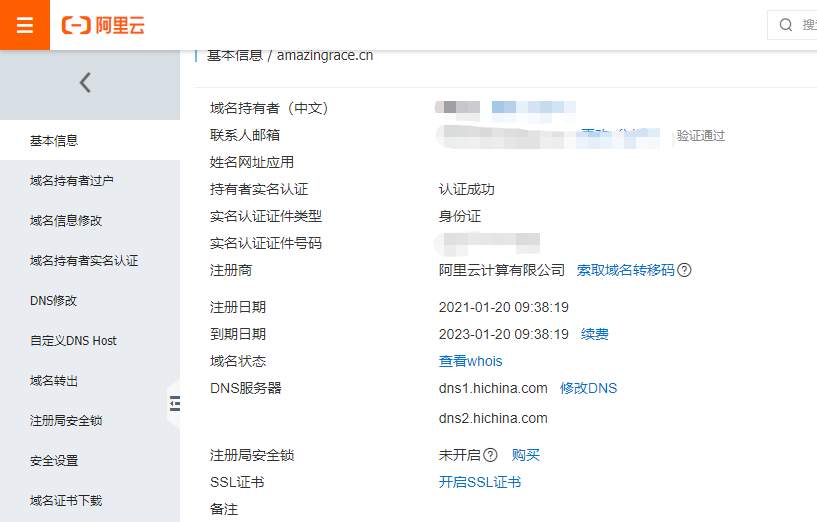 阿里云
搜
基本信息 / amazingrace.cn
基本信息
域名持有者过户
域名信息修改
域名持有者实名认证
DNS修改
自定义DNS Host
域名转出
注册局安全锁
安全设置
域名证书下载
域名持有者（中文）
联系人邮箱 验证通过
姓名网址应用
持有者实名认证 认证成功
实名认证证件类型 身份证
实名认证证件号码
注册商 阿里云计算有限公司 索取域名转移码
注册日期 2021-01-20 09:38:19
到期日期 2023-01-20 09:38:19 续费
域名状态 查看whois
DNS服务器 dns1.hichina.com 修改DNS
dns2.hichina.com
注册局安全锁 未开启 购买
SSL证书 开启SSL证书
备注